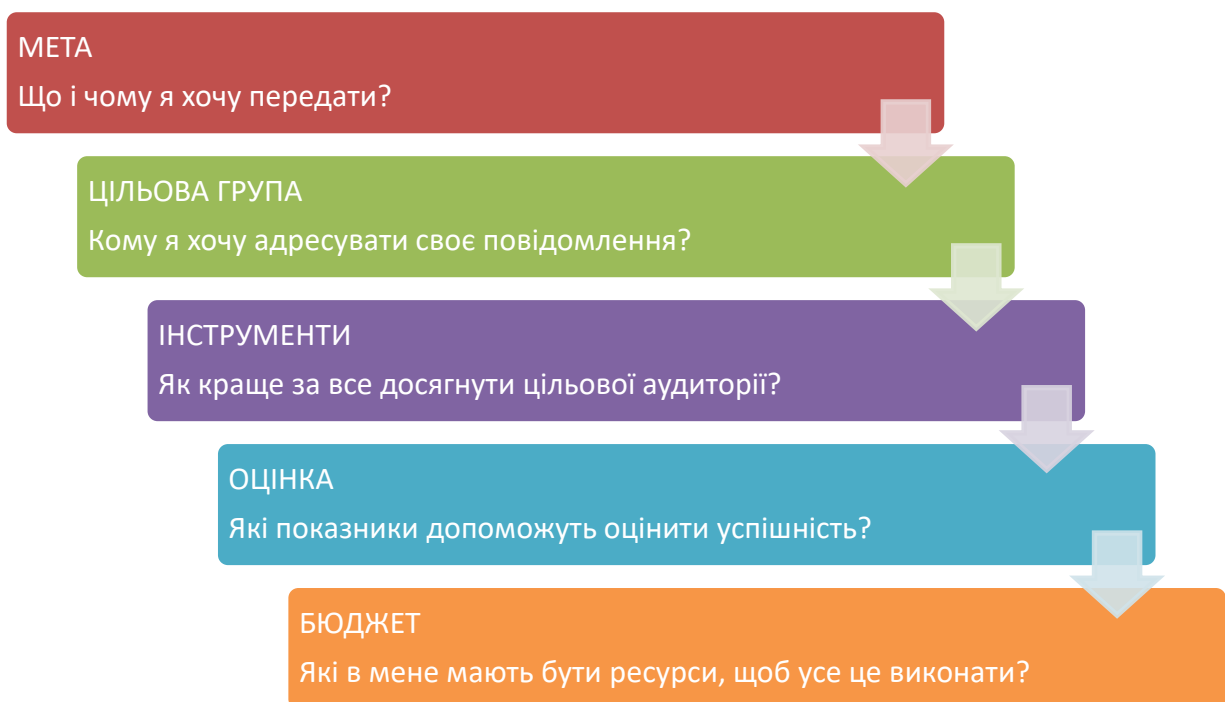 МЕТА
Що і чому я хочу передати?
ЦІЛЬОВА ГРУПА
Кому я хочу адресувати своє повідомлення?
ІНСТРУМЕНТИ
Як краще за все досягнути цільової аудиторії?
ОЦІНКА
Які показники допоможуть оцінити успішність?
БЮДЖЕТ
Які в мене мають бути ресурси, щоб усе це виконати?